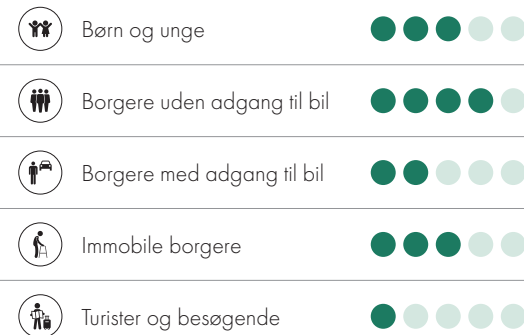 Børn og unge
Borgere uden adgang til bil
Borgere med adgang til bil
Immobile borgere
Turister og besøgende